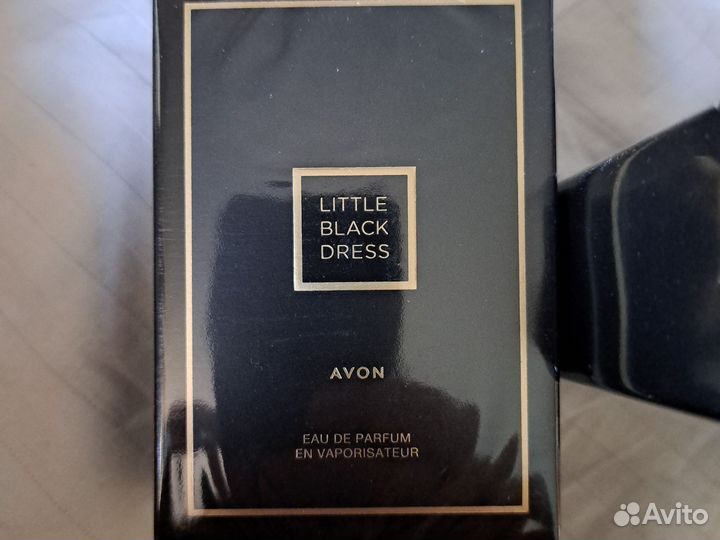 LITTLE
BLACK
DRESS
AVON
EAU DE PARFUM
EN VAPORISATEUR
Avito